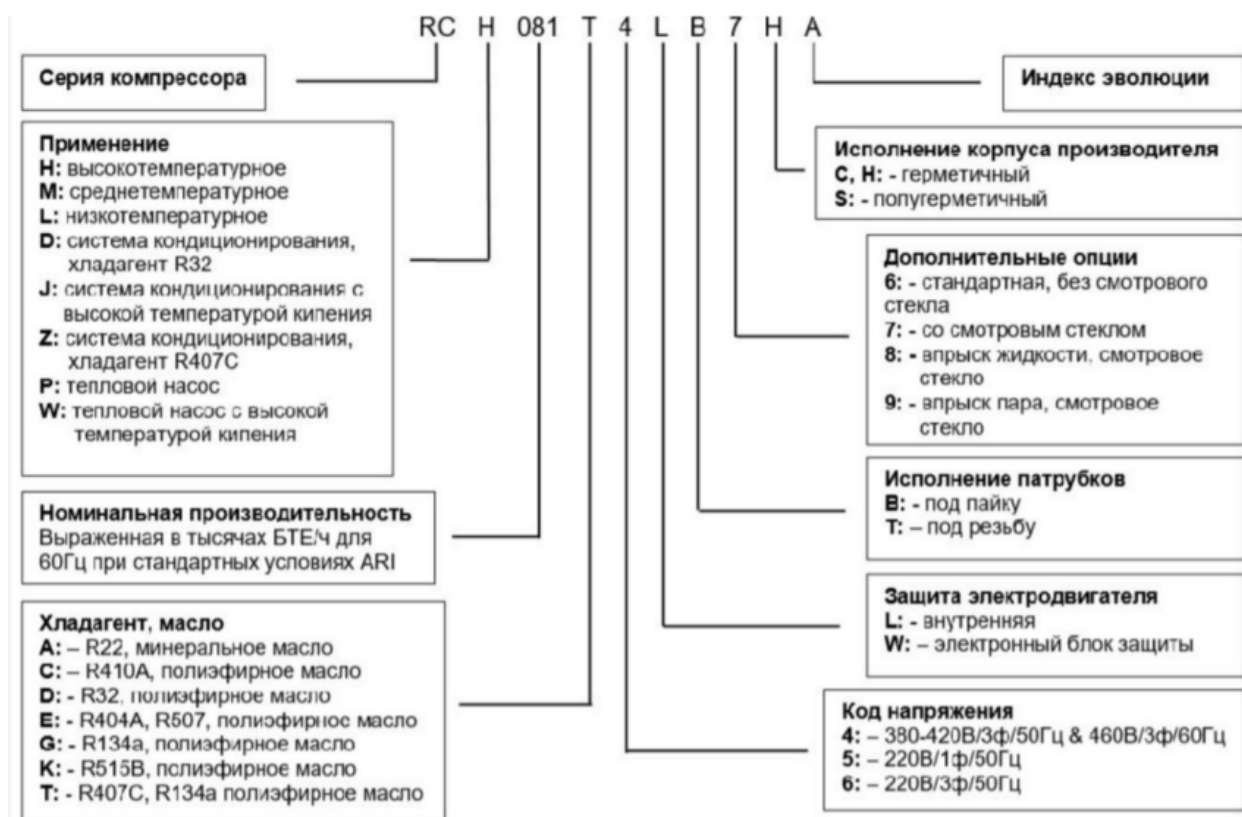 RC H 081 T 4 L B 7 H A
Серия компрессора
Применение
H: высокотемпературное
M: среднетемпературное
L: низкотемпературное
D: система кондиционирования,
хладагент R32
J: система кондиционирования с
высокой температурой кипения
Z: система кондиционирования,
хладагент R407C
P: тепловой насос
W: тепловой насос с высокой
температурой кипения
Номинальная производительность
Выраженная в тысячах БТЕ/ч для
60Гц при стандартных условиях ARI
Хладагент, масло
A: – R22, минеральное масло
C: – R410A, полиэфирное масло
D: - R32, полиэфирное масло
E: - R404A, R507, полиэфирное масло
G: - R134a, полиэфирное масло
K: - R515B, полиэфирное масло
T: - R407C, R134a полиэфирное масло
Индекс эволюции
Исполнение корпуса производителя
C, H: - герметичный
S: - попугерметичный
Дополнительные опции
6: - стандартная, без смотрового
стекла
7: - со смотровым стеклом
8: - впрыск жидкости, смотровое
стекло
9: - впрыск пара, смотровое
стекло
Исполнение патрубков
B: - под пайку
T: – под резьбу
Защита электродвигателя
L: - внутренняя
W: – электронный блок защиты
Код напряжения
4: – 380-420В/3ф/50Гц & 460В/3ф/60Гц
5: – 220В/1ф/50Гц
6: – 220В/3ф/50Гц